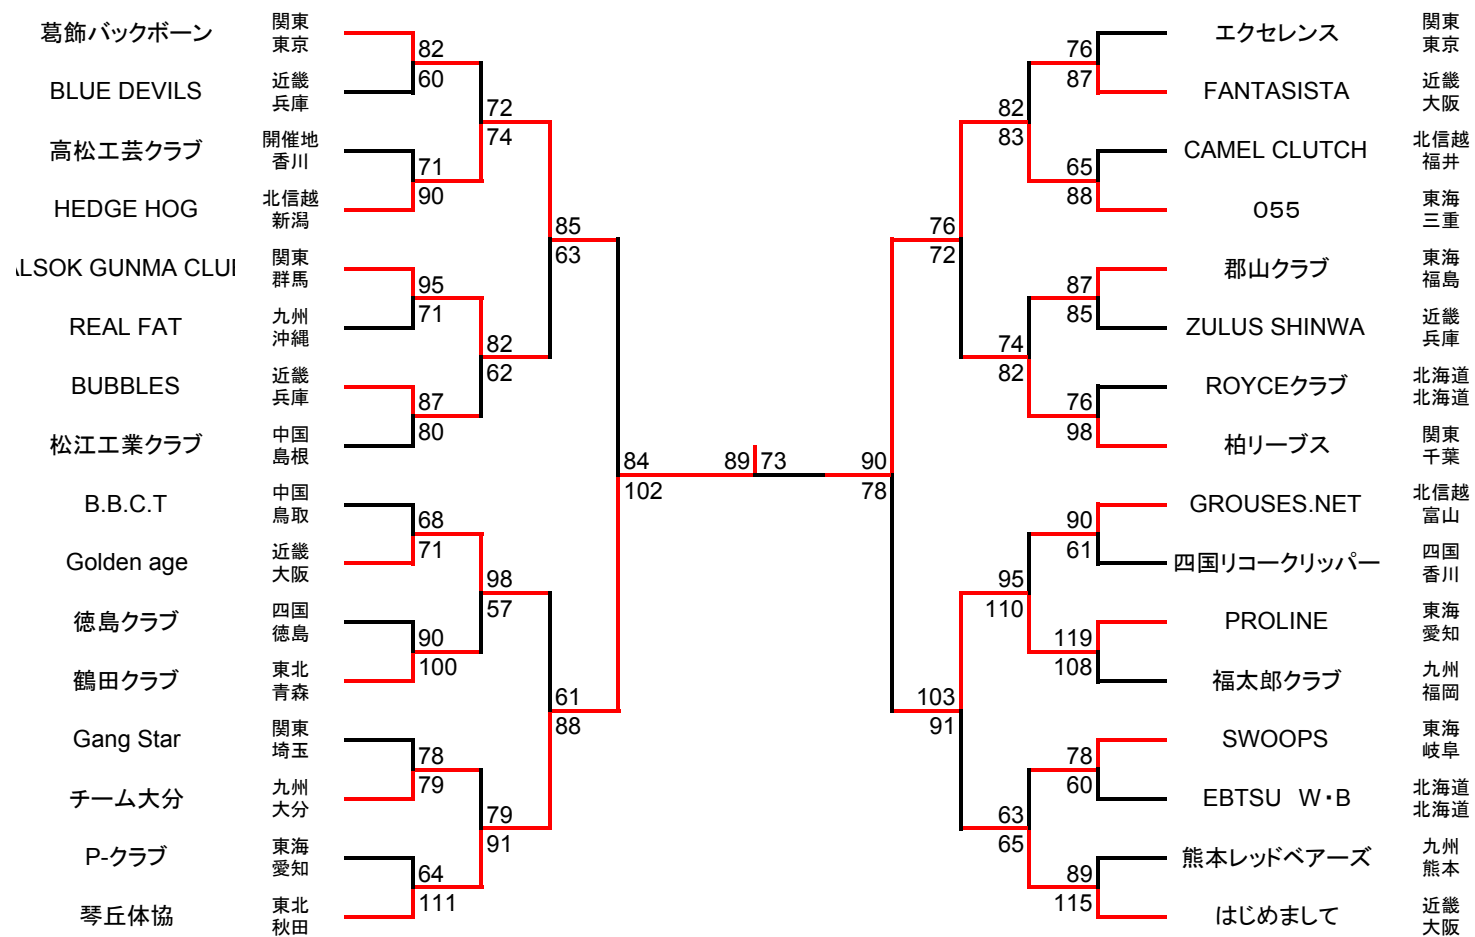 葛飾バックボーン
関東
東京
BLUE DEVILS
近畿
兵庫
高松工芸クラブ
開催地
香川
HEDGE HOG
北信越
新潟
ALSOK GUNMA CLUI
関東
群馬
REAL FAT
九州
沖縄
BUBBLES
近畿
兵庫
松江工業クラブ
中国
島根
B.B.C.T
中国
鳥取
Golden age
近畿
大阪
徳島クラブ
四国
徳島
鶴田クラブ
東北
青森
Gang Star
関東
埼玉
チーム大分
九州
大分
P-クラブ
東海
愛知
琴丘体協
東北
秋田
82
60
71
90
95
71
87
80
68
71
90
100
78
79
64
111
72
74
82
62
98
57
79
91
85
63
61
88
84
102
89 73
90
78
76
72
103
91
82
83
74
82
95
110
63
65
76
87
65
88
87
85
76
98
90
61
119
108
78
60
89
115
エクセレンス
関東
東京
FANTASISTA
近畿
大阪
CAMEL CLUTCH
北信越
福井
055
東海
三重
郡山クラブ
東海
福島
ZULUS SHINWA
近畿
兵庫
ROYCEクラブ
北海道
北海道
柏リーブス
関東
千葉
GROUSES.NET
北信越
富山
四国リコークリッパー
四国
香川
PROLINE
東海
愛知
福太郎クラブ
九州
福岡
SWOOPS
東海
岐阜
EBTSU W・B
北海道
北海道
熊本レッドベアーズ
九州
熊本
はじめまして
近畿
大阪